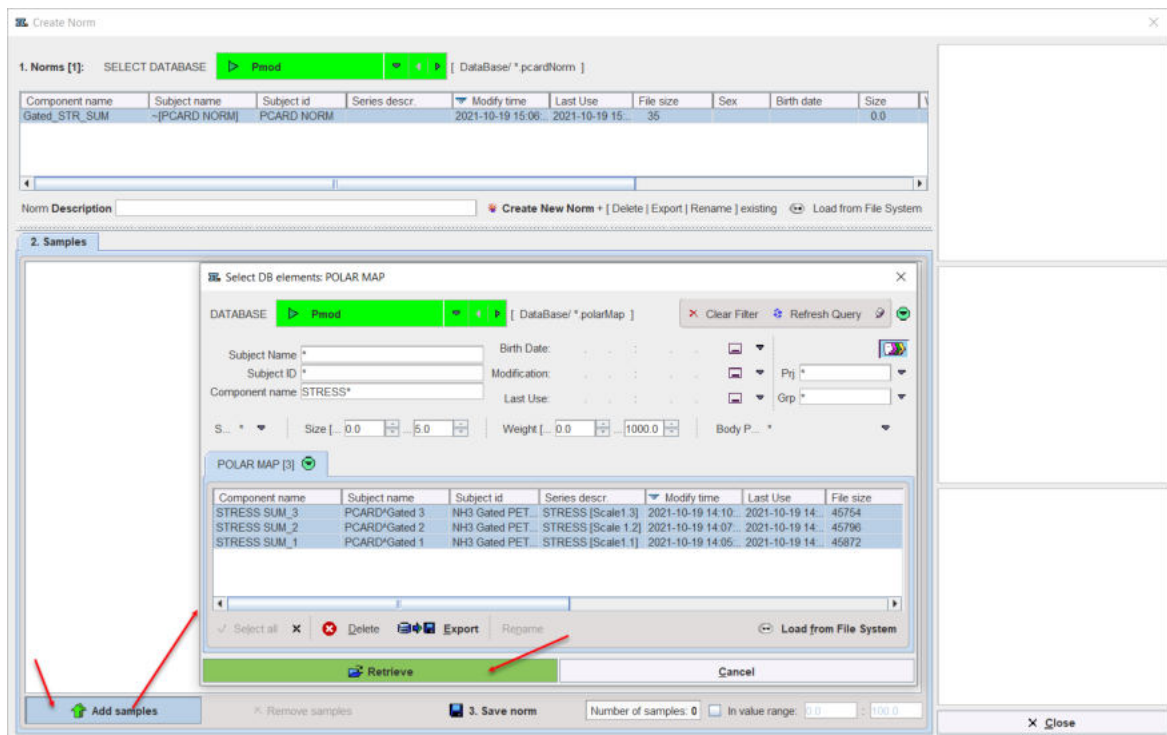 Create Norm
1. Norms [1]: SELECT DATABASE Pmod [ DataBase/ *.pcardNorm ]
Component name Subject name Subject id Series descr. Modify time Last Use File size Sex Birth date Size
Gated_STR_SUM ~[PCARD NORM] PCARD NORM 2021-10-19 15:06:.. 2021-10-19 15:.. 35 0.0
Norm Description Create New Norm + [ Delete | Export | Rename ] existing Load from File System
2. Samples
Select DB elements: POLAR MAP
DATABASE Pmod [ DataBase/ *.polarMap ] Clear Filter Refresh Query
Subject Name * Birth Date: . . : . .
Subject ID * Modification: . . : . . Prj *
Component name STRESS* Last Use: . . : . . Grp *
S... * Size [... 0.0 ... 5.0 Weight [... 0.0 ... 1000.0 Body P... *
POLAR MAP [3]
Component name Subject name Subject id Series descr. Modify time Last Use File size
STRESS SUM_3 PCARD^Gated 3 NH3 Gated PET... STRESS [Scale1.3] 2021-10-19 14:10:.. 2021-10-19 14:.. 45754
STRESS SUM_2 PCARD^Gated 2 NH3 Gated PET... STRESS [Scale 1.2] 2021-10-19 14:07:.. 2021-10-19 14:.. 45796
STRESS SUM_1 PCARD^Gated 1 NH3 Gated PET... STRESS [Scale1.1] 2021-10-19 14:05:.. 2021-10-19 14:.. 45872
Select all Delete Export Rename Load from File System
Retrieve Cancel
Add samples Remove samples 3. Save norm Number of samples: 0 In value range: 0.0 : 100.0
Close